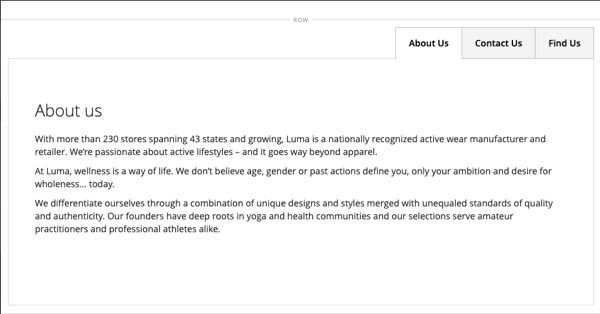 ROW
About Us
Contact Us
Find Us
About us
With more than 230 stores spanning 43 states and growing, Luma is a nationally recognized active wear manufacturer and
retailer. We’re passionate about active lifestyles – and it goes way beyond apparel.
At Luma, wellness is a way of life. We don’t believe age, gender or past actions define you, only your ambition and desire for
wholeness... today.
We differentiate ourselves through a combination of unique designs and styles merged with unequaled standards of quality
and authenticity. Our founders have deep roots in yoga and health communities and our selections serve amateur
practitioners and professional athletes alike.